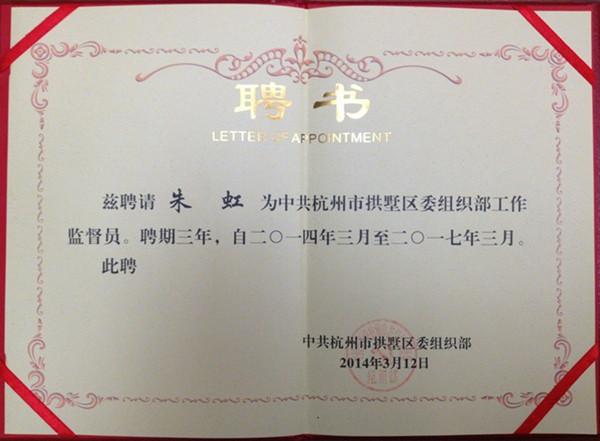 聘书
LETTER OF APPOINTMENT
兹聘请 朱 虹 为中共杭州市拱墅区委组织部工作
监督员。聘期三年，自二〇一四年三月至二〇一七年三月。
此聘
中共杭州市拱墅区委组织部
2014年3月12日